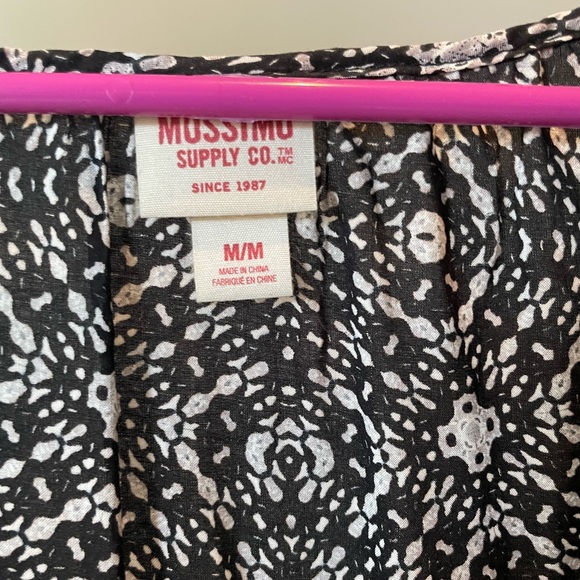 MOSSIMO
SUPPLY CO.™ MC
SINCE 1987
M/M
MADE IN CHINA
FABRIQUÉ EN CHINE